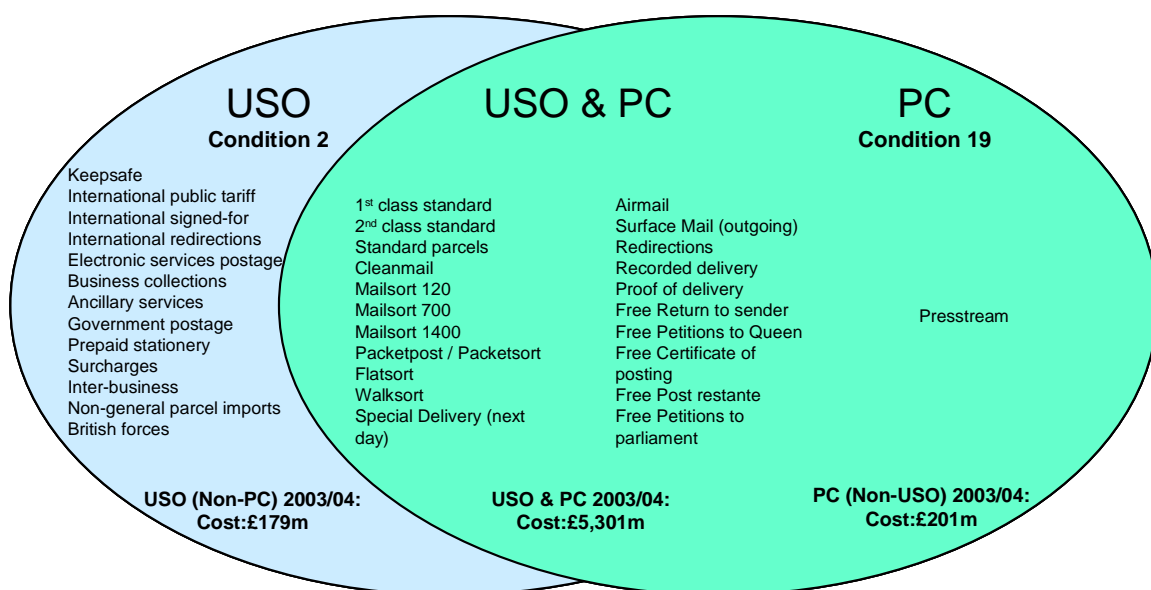 USO
Condition 2
Keepsafe
International public tariff
International signed-for
International redirections
Electronic services postage
Business collections
Ancillary services
Government postage
Prepaid stationery
Surcharges
Inter-business
Non-general parcel imports
British forces
USO (Non-PC) 2003/04:
Cost:£179m
USO & PC
1st class standard
2nd class standard
Standard parcels
Cleanmail
Mailsort 120
Mailsort 700
Mailsort 1400
Packetpost / Packetsort
Flatsort
Walksort
Special Delivery (next
day)
Airmail
Surface Mail (outgoing)
Redirections
Recorded delivery
Proof of delivery
Free Return to sender
Free Petitions to Queen
Free Certificate of
posting
Free Post restante
Free Petitions to
parliament
USO & PC 2003/04:
Cost:£5,301m
PC
Condition 19
Presstream
PC (Non-USO) 2003/04:
Cost:£201m